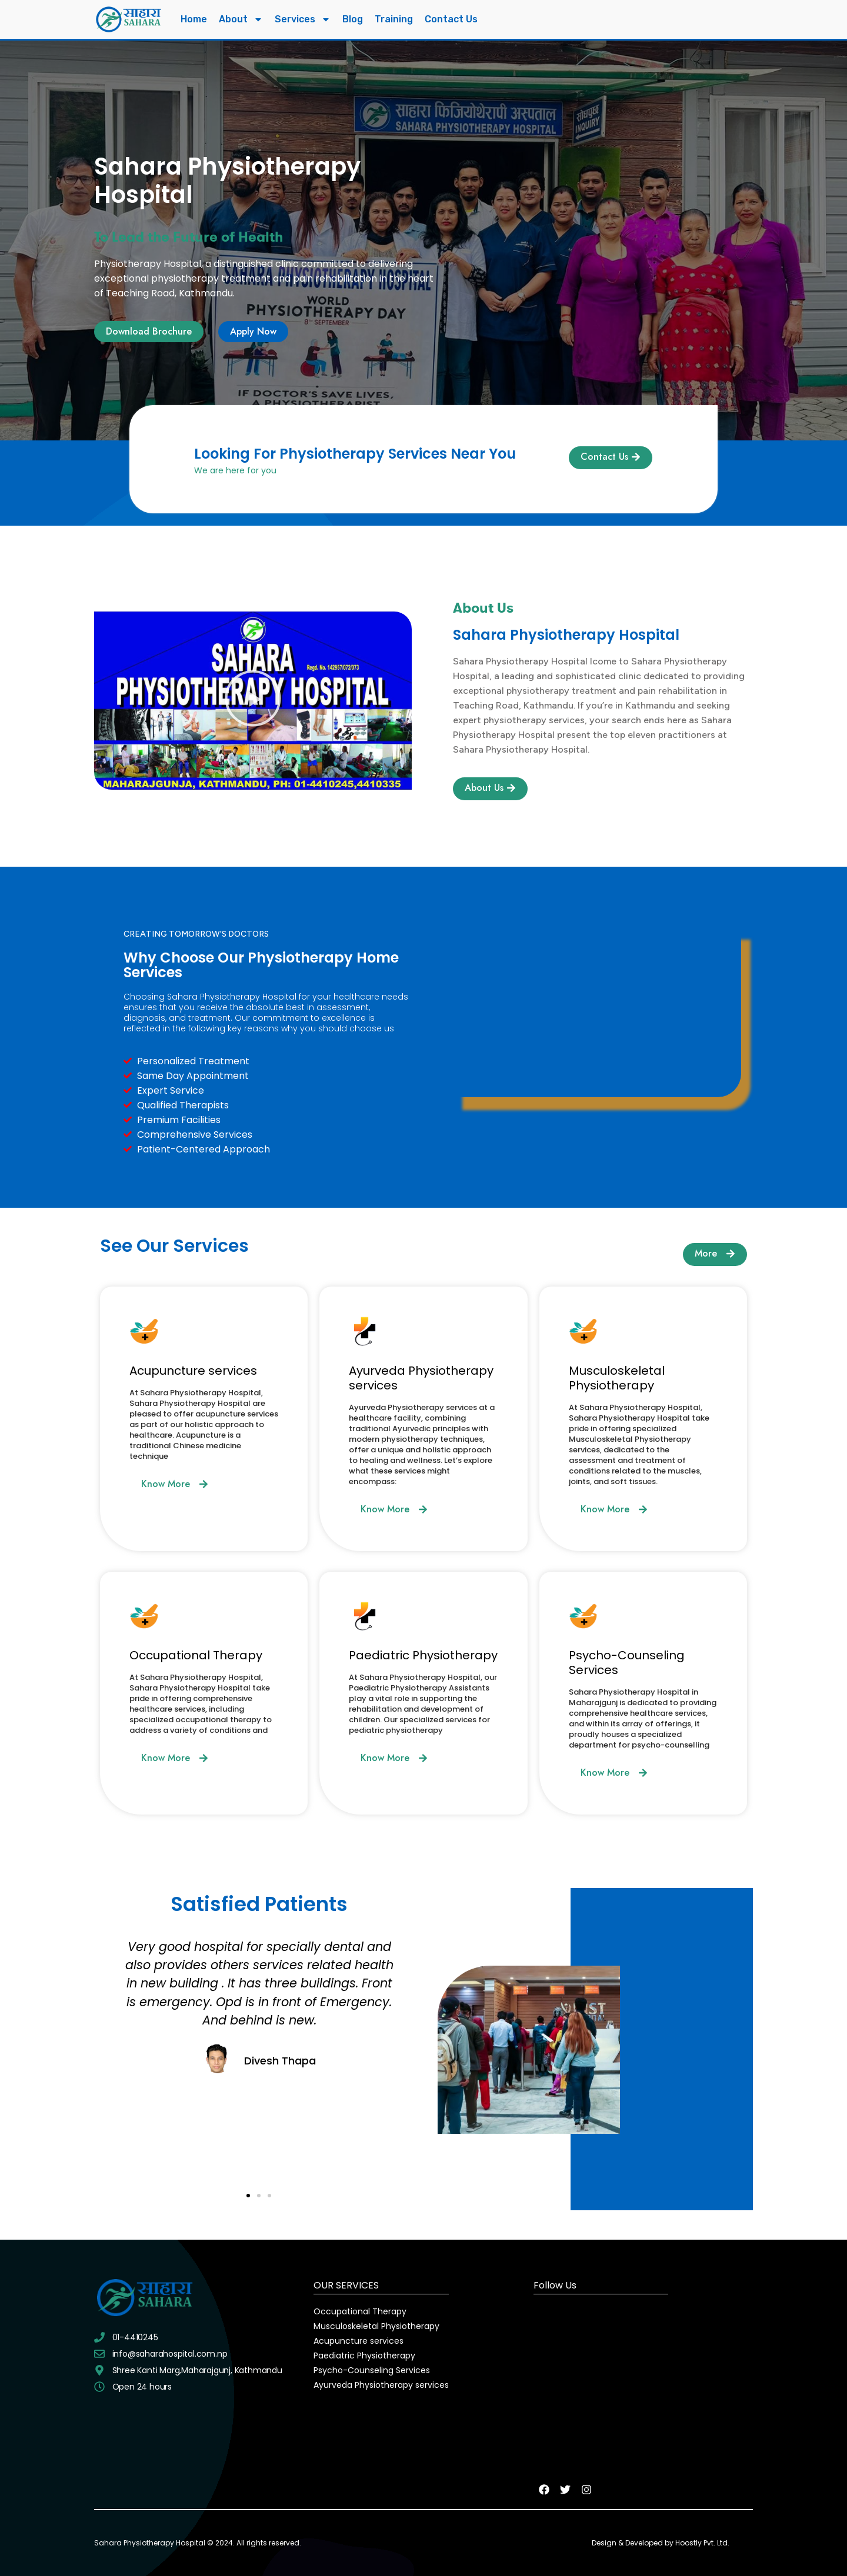 साहारा
SAHARA
Home About Services Blog Training Contact Us
साहारा फिजियोथेरापी अस्पताल
SAHARA PHYSIOTHERAPY HOSPITAL
सोधपुछ
INQUIRY
Sahara Physiotherapy
Hospital
Physiotherapy Hospital, a distinguished clinic committed to delivering
exceptional physiotherapy treatment and pain rehabilitation in the heart
of Teaching Road, Kathmandu.
WORLD
PHYSIOTHERAPY DAY
8TH SEPTEMBER
Download Brochure Apply Now
IF DOCTOR'S SAVE LIVES,
A PHYSIOTHERAPIST
Looking For Physiotherapy Services Near You
We are here for you
Contact Us
SAHARA
Regd. No. 142957/072/073
PHYSIOTHERAPY HOSPITAL
MAHARAJGUNJA, KATHMANDU, PH: 01-4410245,4410335
About Us
Sahara Physiotherapy Hospital
Sahara Physiotherapy Hospital lcome to Sahara Physiotherapy
Hospital, a leading and sophisticated clinic dedicated to providing
exceptional physiotherapy treatment and pain rehabilitation in
Teaching Road, Kathmandu. If you're in Kathmandu and seeking
expert physiotherapy services, your search ends here as Sahara
Physiotherapy Hospital present the top eleven practitioners at
Sahara Physiotherapy Hospital.
About Us
CREATING TOMORROW'S DOCTORS
Why Choose Our Physiotherapy Home
Services
Choosing Sahara Physiotherapy Hospital for your healthcare needs
ensures that you receive the absolute best in assessment,
diagnosis, and treatment. Our commitment to excellence is
reflected in the following key reasons why you should choose us
Personalized Treatment
Same Day Appointment
Expert Service
Qualified Therapists
Premium Facilities
Comprehensive Services
Patient-Centered Approach
See Our Services
More
Acupuncture services
At Sahara Physiotherapy Hospital,
Sahara Physiotherapy Hospital are
pleased to offer acupuncture services
as part of our holistic approach to
healthcare. Acupuncture is a
traditional Chinese medicine
technique
Know More
Ayurveda Physiotherapy
services
Ayurveda Physiotherapy services at a
healthcare facility, combining
traditional Ayurvedic principles with
modern physiotherapy techniques,
offer a unique and holistic approach
to healing and wellness. Let's explore
what these services might
encompass:
Know More
Musculoskeletal
Physiotherapy
At Sahara Physiotherapy Hospital,
Sahara Physiotherapy Hospital take
pride in offering specialized
Musculoskeletal Physiotherapy
services, dedicated to the
assessment and treatment of
conditions related to the muscles,
joints, and soft tissues.
Know More
Occupational Therapy
At Sahara Physiotherapy Hospital,
Sahara Physiotherapy Hospital take
pride in offering comprehensive
healthcare services, including
specialized occupational therapy to
address a variety of conditions and
Know More
Paediatric Physiotherapy
At Sahara Physiotherapy Hospital, our
Paediatric Physiotherapy Assistants
play a vital role in supporting the
rehabilitation and development of
children. Our specialized services for
pediatric physiotherapy
Know More
Psycho-Counseling
Services
Sahara Physiotherapy Hospital in
Maharajgunj is dedicated to providing
comprehensive healthcare services,
and within its array of offerings, it
proudly houses a specialized
department for psycho-counselling
Know More
Satisfied Patients
Very good hospital for specially dental and
also provides others services related health
in new building . It has three buildings. Front
is emergency. Opd is in front of Emergency.
And behind is new.
Divesh Thapa
साहारा
SAHARA
01-4410245
info@saharahospital.com.np
Shree Kanti Marg,Maharajgunj, Kathmandu
Open 24 hours
OUR SERVICES
Occupational Therapy
Musculoskeletal Physiotherapy
Acupuncture services
Paediatric Physiotherapy
Psycho-Counseling Services
Ayurveda Physiotherapy services
Follow Us
Sahara Physiotherapy Hospital © 2024. All rights reserved.
Design & Developed by Hoostly Pvt. Ltd.